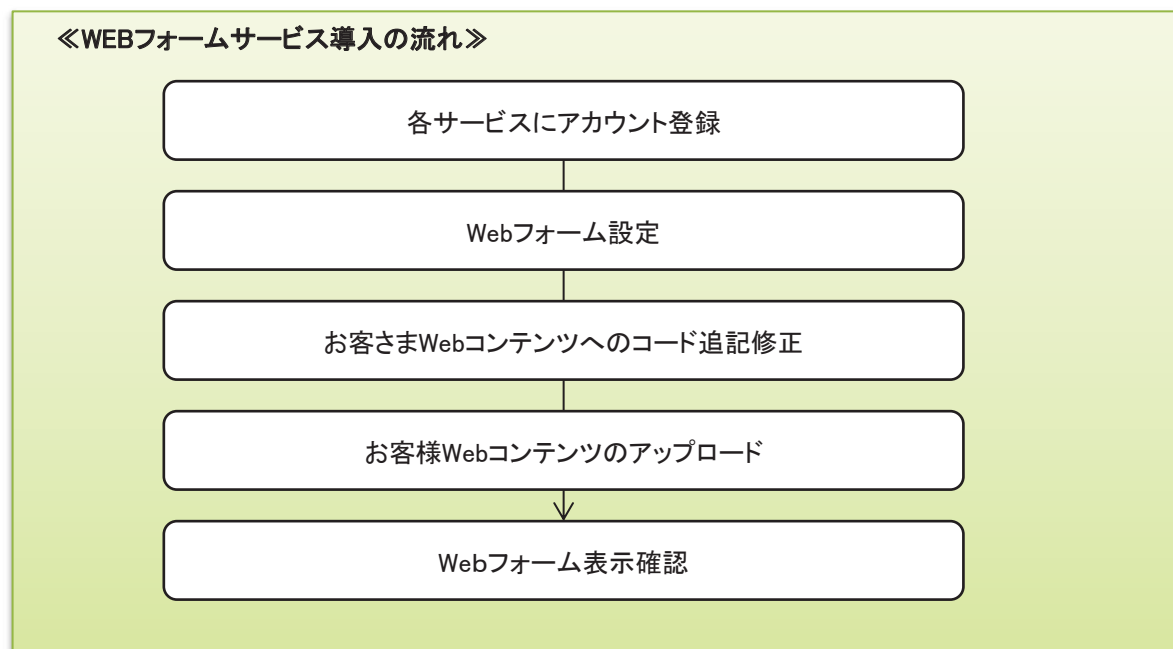 ≪WEBフォームサービス導入の流れ≫
各サービスにアカウント登録
Webフォーム設定
お客さまWebコンテンツへのコード追記修正
お客様Webコンテンツのアップロード
Webフォーム表示確認